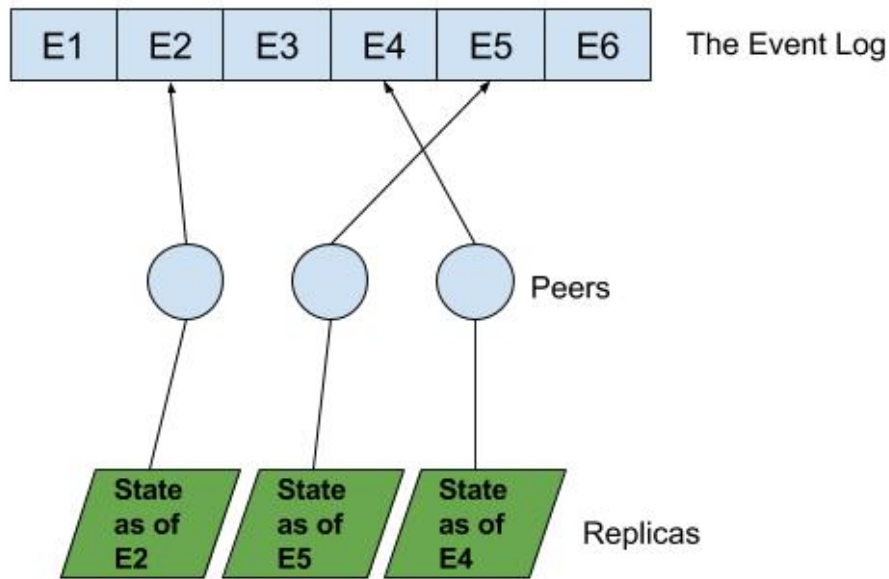 E1 E2 E3 E4 E5 E6 The Event Log
Peers
State
as of
E2
State
as of
E5
State
as of
E4
Replicas